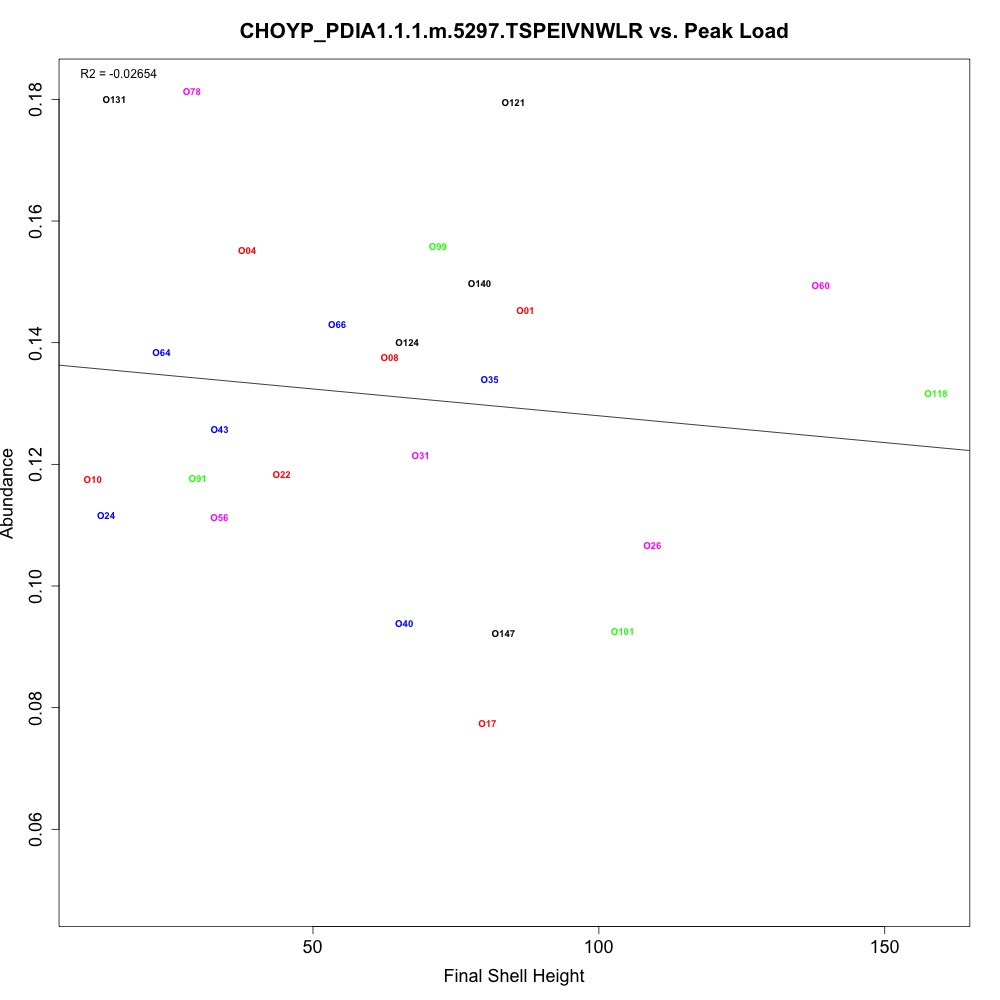 CHOYP_PDIA1.1.1.m.5297.TSPEIVNWLR vs. Peak Load
R2 = -0.02654
O78
O131
O121
0.18
O99
O04
0.16
O140
O60
O01
O66
O124
0.14
O64
O08
O35
O118
O43
O31
0.12
O22
O91
O10
O24
O56
Abundance
O26
0.10
O40
O101
O147
0.08
O17
0.06
50 100 150
Final Shell Height